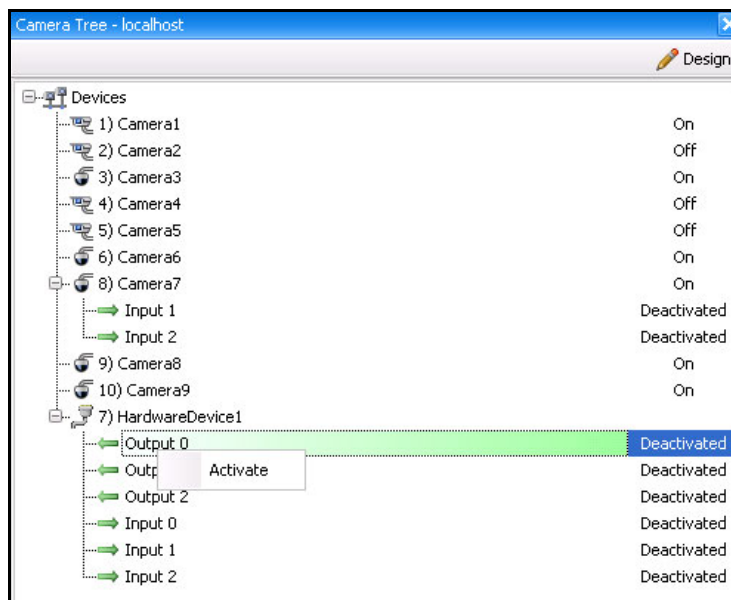 Camera Tree - localhost
Design
Devices
1) Camera1 On
2) Camera2 Off
3) Camera3 On
4) Camera4 Off
5) Camera5 Off
6) Camera6 On
8) Camera7 On
Input 1 Deactivated
Input 2 Deactivated
9) Camera8 On
10) Camera9 On
7) HardwareDevice1
Output 0 Deactivated
Outp Activate Deactivated
Output 2 Deactivated
Input 0 Deactivated
Input 1 Deactivated
Input 2 Deactivated